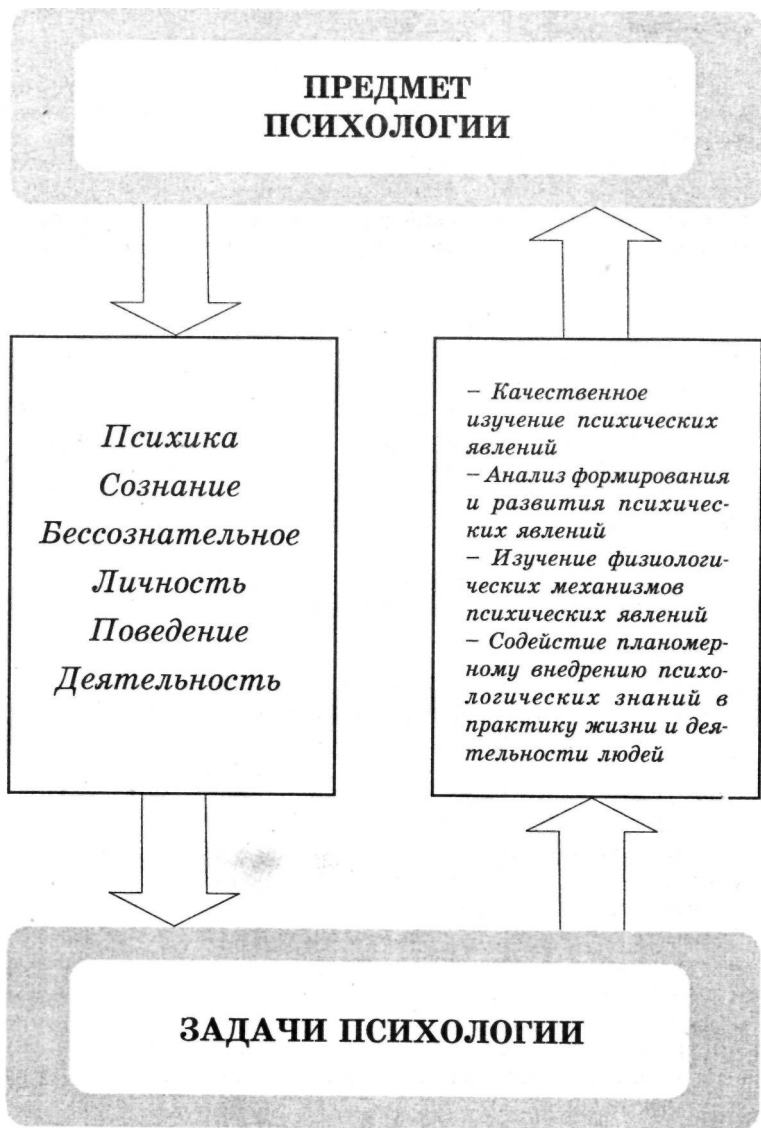 ПРЕДМЕТ
ПСИХОЛОГИИ
Психика
Сознание
Бессознательное
Личность
Поведение
Деятельность
– Качественное
изучение психических
явлений
– Анализ формирования
и развития психичес-
ких явлений
– Изучение физиологи-
ческих механизмов
психических явлений
– Содейстие планомер-
ному внедрению психо-
логических знаний в
практику жизни и дея-
тельности людей
ЗАДАЧИ ПСИХОЛОГИИ